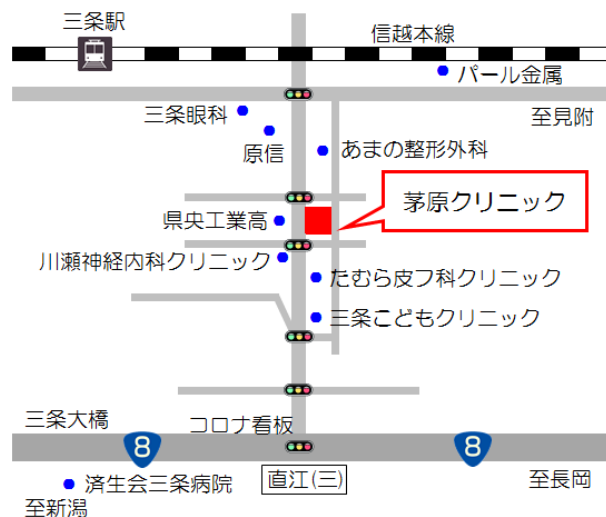 三条駅
信越本線
パール金属
三条眼科
至見附
原信
あまの整形外科
茅原クリニック
県央工業高
川瀬神経内科クリニック
たむら皮フ科クリニック
三条こどもクリニック
三条大橋
コロナ看板
8
8
済生会三条病院
直江(三)
至長岡
至新潟